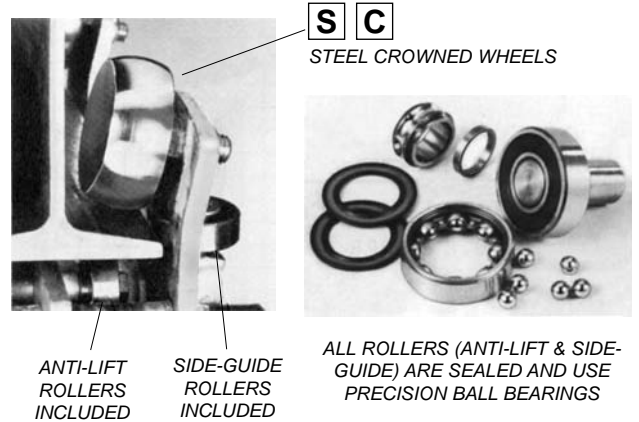 S C
STEEL CROWNED WHEELS
ANTI-LIFT
ROLLERS
INCLUDED
SIDE-GUIDE
ROLLERS
INCLUDED
ALL ROLLERS (ANTI-LIFT & SIDE-
GUIDE) ARE SEALED AND USE
PRECISION BALL BEARINGS